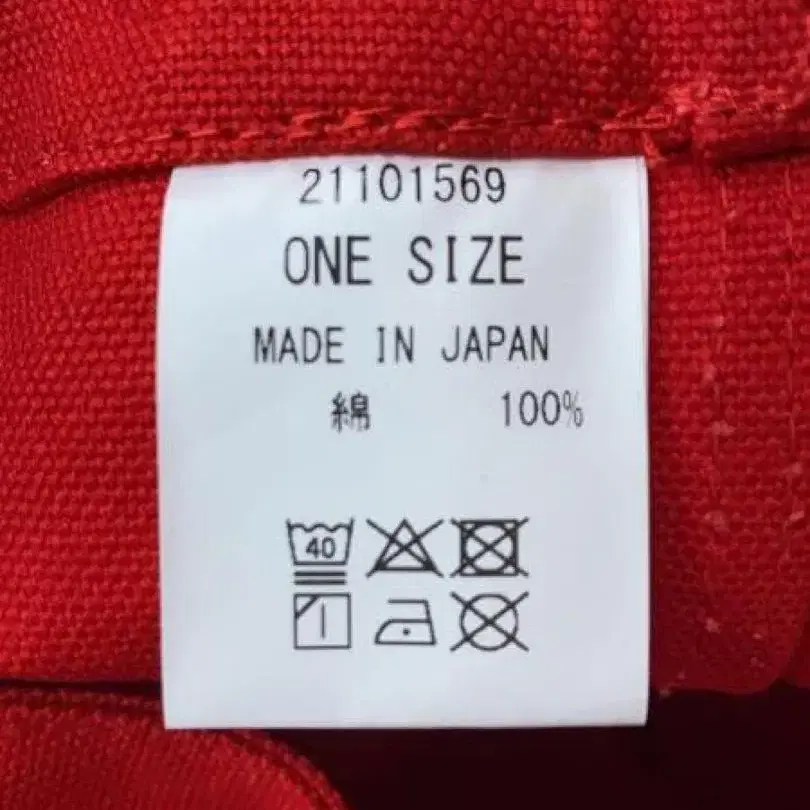 21101569
ONE SIZE
MADE IN JAPAN
綿 100%
40